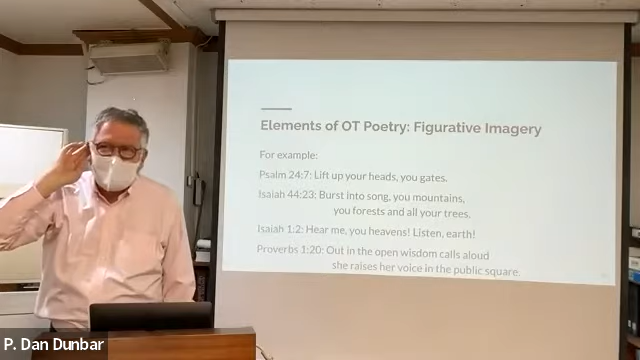 Elements of OT Poetry: Figurative Imagery
For example:
Psalm 24:7: Lift up your heads, you gates.
Isaiah 44:23: Burst into song, you mountains,
you forests and all your trees.
Isaiah 1:2: Hear me, you heavens! Listen, earth!
Proverbs 1:20: Out in the open wisdom calls aloud
she raises her voice in the public square.
P. Dan Dunbar